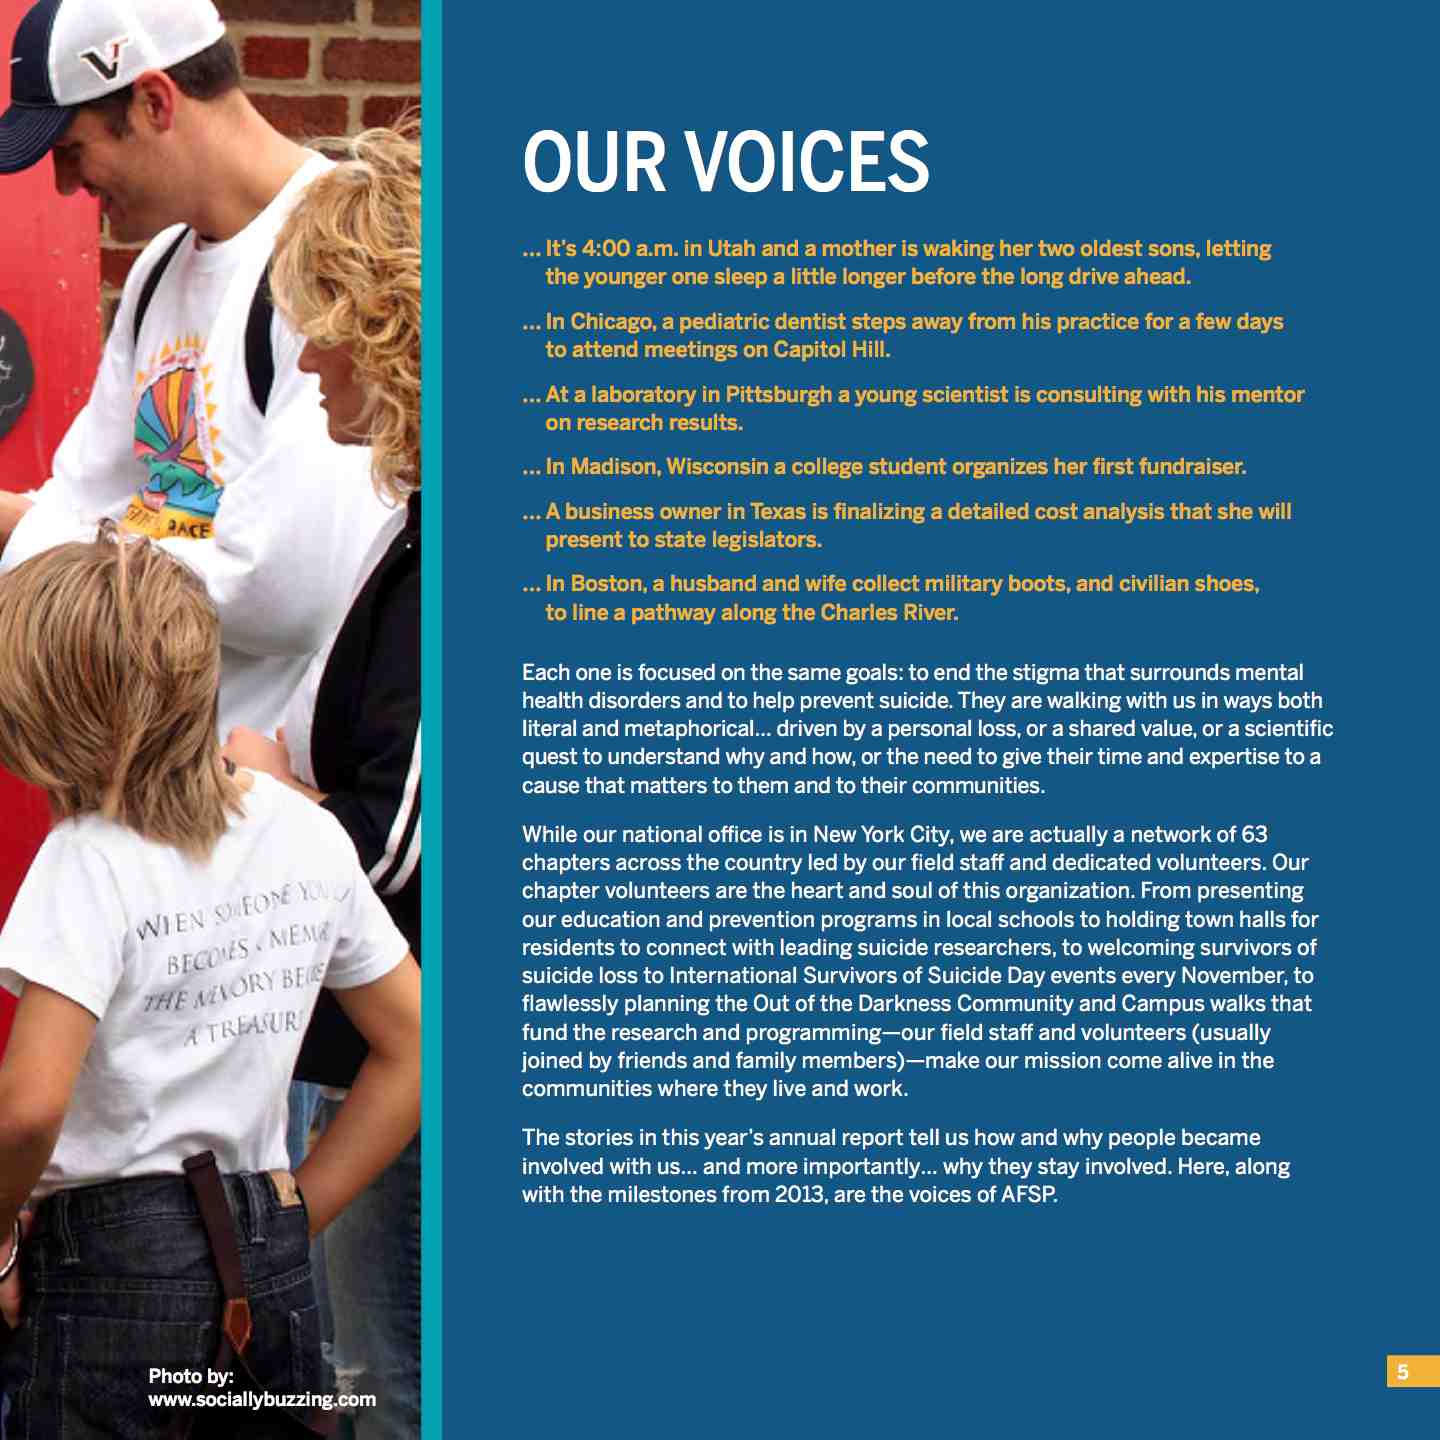 OUR VOICES
... It's 4:00 a.m. in Utah and a mother is waking her two oldest sons, letting
the younger one sleep a little longer before the long drive ahead.
... In Chicago, a pediatric dentist steps away from his practice for a few days
to attend meetings on Capitol Hill.
... At a laboratory in Pittsburgh a young scientist is consulting with his mentor
on research results.
... In Madison, Wisconsin a college student organizes her first fundraiser.
... A business owner in Texas is finalizing a detailed cost analysis that she will
present to state legislators.
... In Boston, a husband and wife collect military boots, and civilian shoes,
to line a pathway along the Charles River.
Each one is focused on the same goals: to end the stigma that surrounds mental
health disorders and to help prevent suicide. They are walking with us in ways both
literal and metaphorical... driven by a personal loss, or a shared value, or a scientific
quest to understand why and how, or the need to give their time and expertise to a
cause that matters to them and to their communities.
While our national office is in New York City, we are actually a network of 63
chapters across the country led by our field staff and dedicated volunteers. Our
chapter volunteers are the heart and soul of this organization. From presenting
our education and prevention programs in local schools to holding town halls for
residents to connect with leading suicide researchers, to welcoming survivors of
suicide loss to International Survivors of Suicide Day events every November, to
flawlessly planning the Out of the Darkness Community and Campus walks that
fund the research and programming—our field staff and volunteers (usually
joined by friends and family members)—make our mission come alive in the
communities where they live and work.
The stories in this year's annual report tell us how and why people became
involved with us... and more importantly... why they stay involved. Here, along
with the milestones from 2013, are the voices of AFSP.
RACE
WHEN SOMEONE YOU
BECOMES A
THE MEMORY
A TREASURE
Photo by:
www.sociallybuzzing.com
5